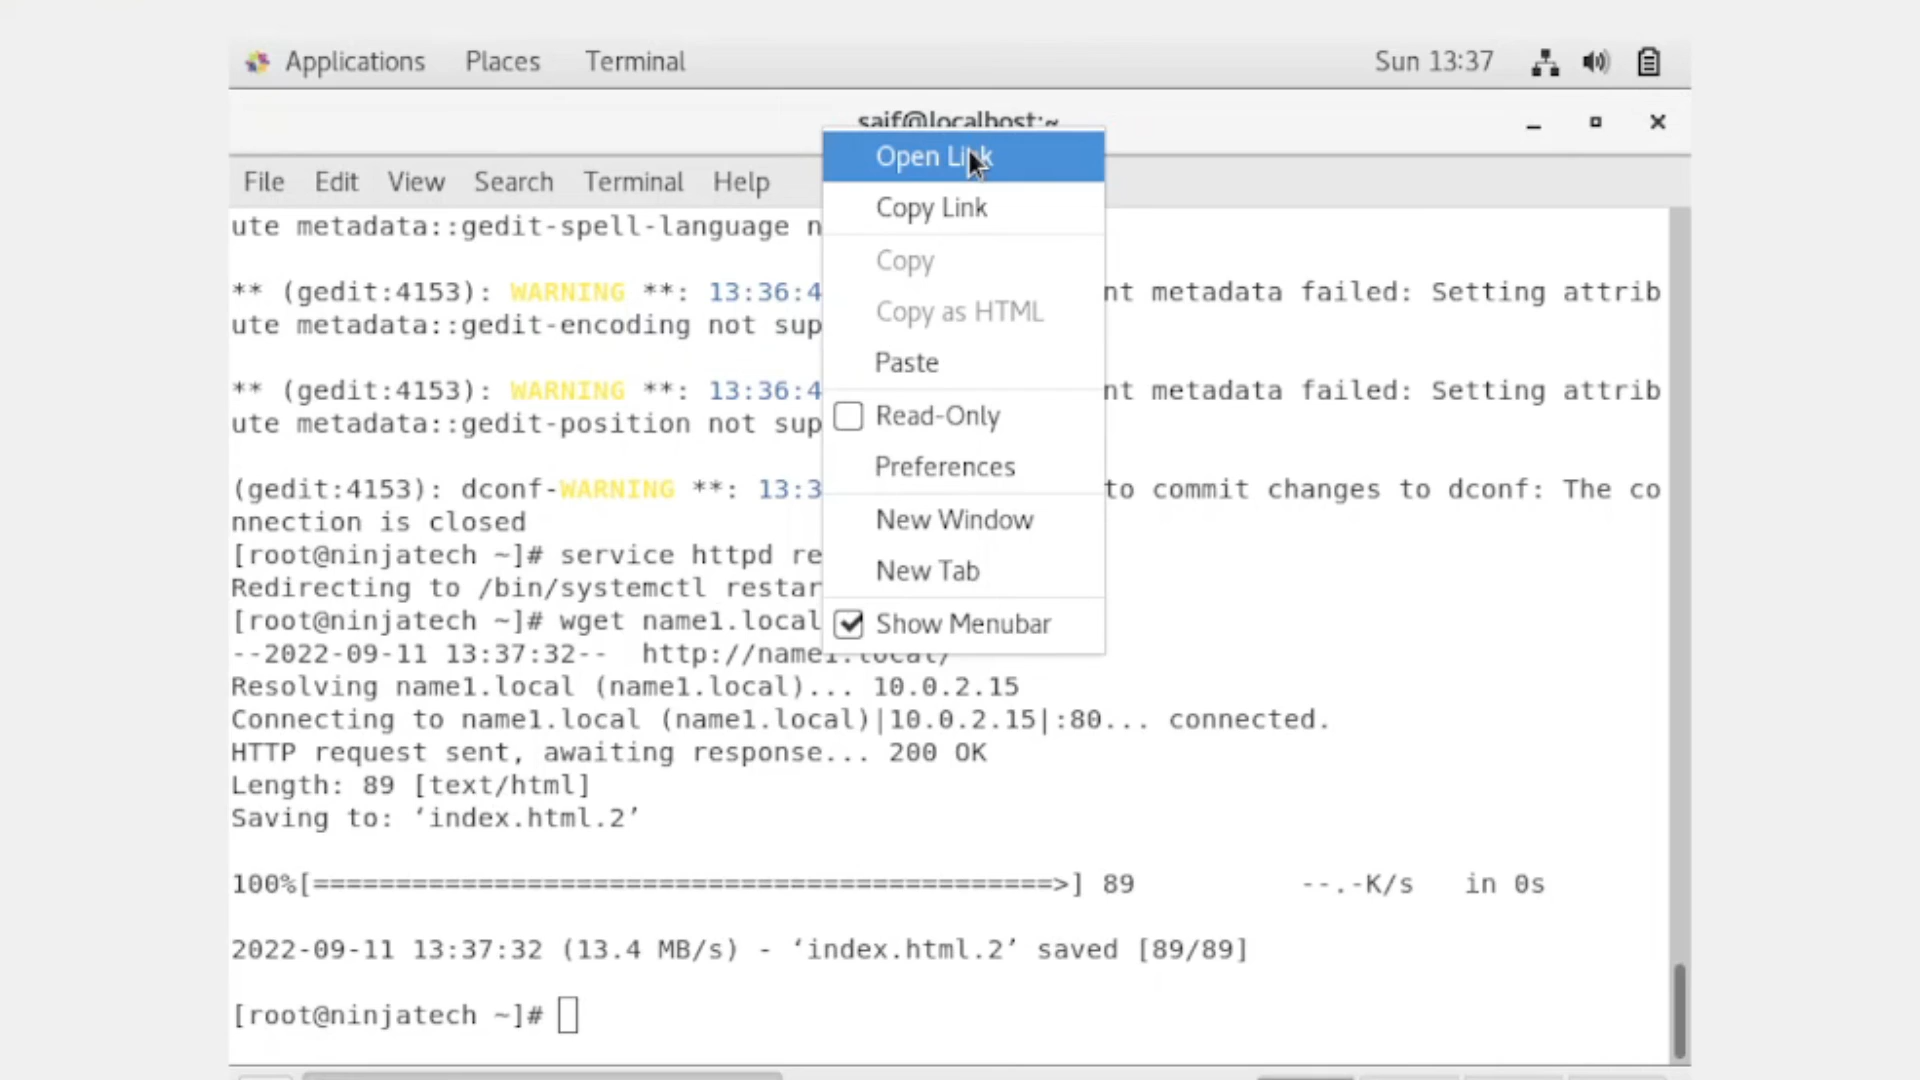 Applications Places Terminal Sun 13:37
saif@localhost:~
File Edit View Search Terminal Help
Open Link
Copy Link
Copy
Copy as HTML
Paste
Read-Only
Preferences
New Window
New Tab
Show Menubar
ute metadata::gedit-spell-language n
** (gedit:4153): WARNING **: 13:36:4 nt metadata failed: Setting attrib
ute metadata::gedit-encoding not sup
** (gedit:4153): WARNING **: 13:36:4 nt metadata failed: Setting attrib
ute metadata::gedit-position not sup
(gedit:4153): dconf-WARNING **: 13:3 to commit changes to dconf: The co
nnection is closed
[root@ninjatech ~]# service httpd re
Redirecting to /bin/systemctl restar
[root@ninjatech ~]# wget name1.local
--2022-09-11 13:37:32-- http://name1.local/
Resolving name1.local (name1.local)... 10.0.2.15
Connecting to name1.local (name1.local)|10.0.2.15|:80... connected.
HTTP request sent, awaiting response... 200 OK
Length: 89 [text/html]
Saving to: ‘index.html.2’
100%[=============================================>] 89 --.-K/s in 0s
2022-09-11 13:37:32 (13.4 MB/s) - ‘index.html.2’ saved [89/89]
[root@ninjatech ~]#